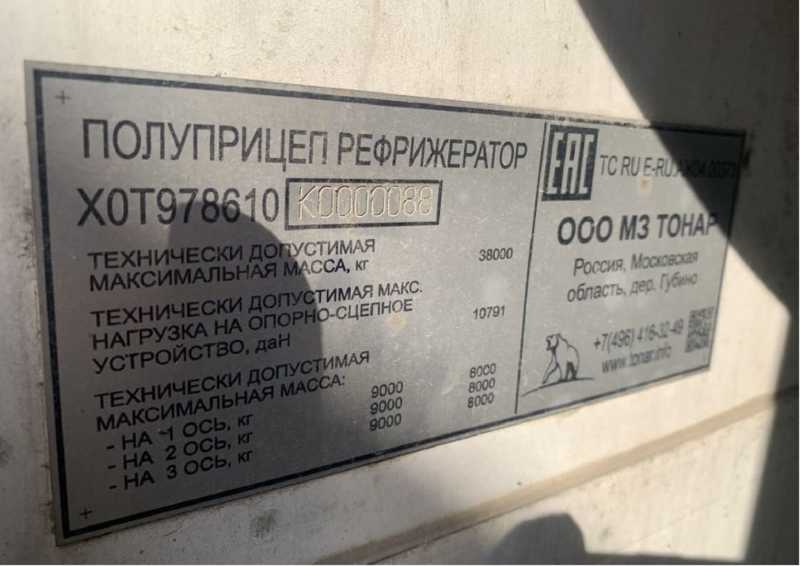 ПОЛУПРИЦЕП РЕФРИЖЕРАТОР
X0T978610 K0000088
ТЕХНИЧЕСКИ ДОПУСТИМАЯ
МАКСИМАЛЬНАЯ МАССА, кг 38000
ТЕХНИЧЕСКИ ДОПУСТИМАЯ МАКС.
НАГРУЗКА НА ОПОРНО-СЦЕПНОЕ 10791
УСТРОЙСТВО, даН
ТЕХНИЧЕСКИ ДОПУСТИМАЯ
МАКСИМАЛЬНАЯ МАССА:
- НА 1 ОСЬ, кг 9000 8000
- НА 2 ОСЬ, кг 9000 8000
- НА 3 ОСЬ, кг 9000 8000
EAC TC RU E-RU.
ООО МЗ ТОНАР
Россия, Московская
область, дер. Губино
+7(496) 416-32-49
www.tonar.info